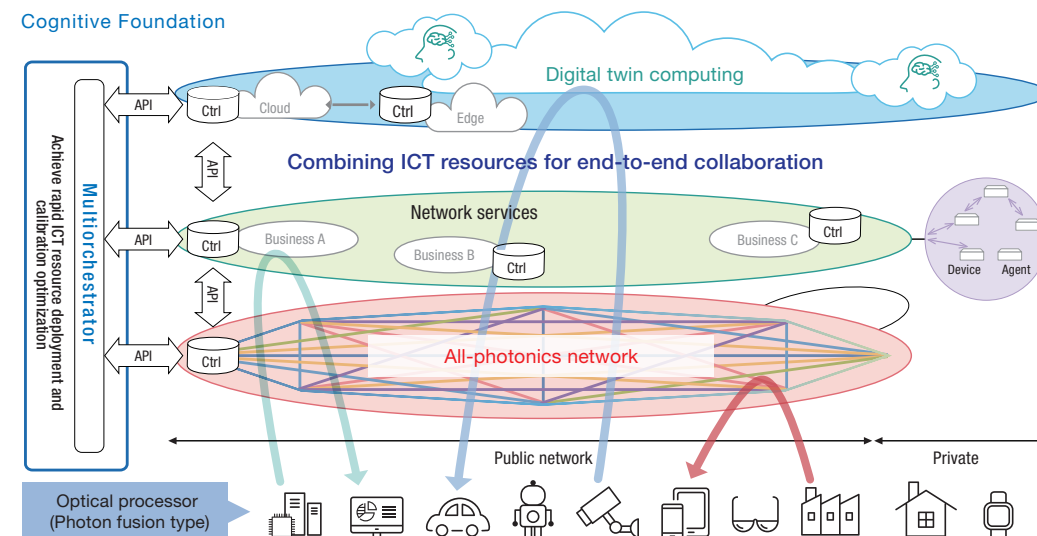 Cognitive Foundation
Multiorchestrator
Achieve rapid ICT resource deployment and
calibration optimization
API
Ctrl
Cloud
Ctrl
Edge
Digital twin computing
API
Combining ICT resources for end-to-end collaboration
API
Ctrl
Business A
Network services
Business B
Ctrl
Business C
Ctrl
Device
Agent
API
API
Ctrl
All-photonics network
Public network
Private
Optical processor
(Photon fusion type)